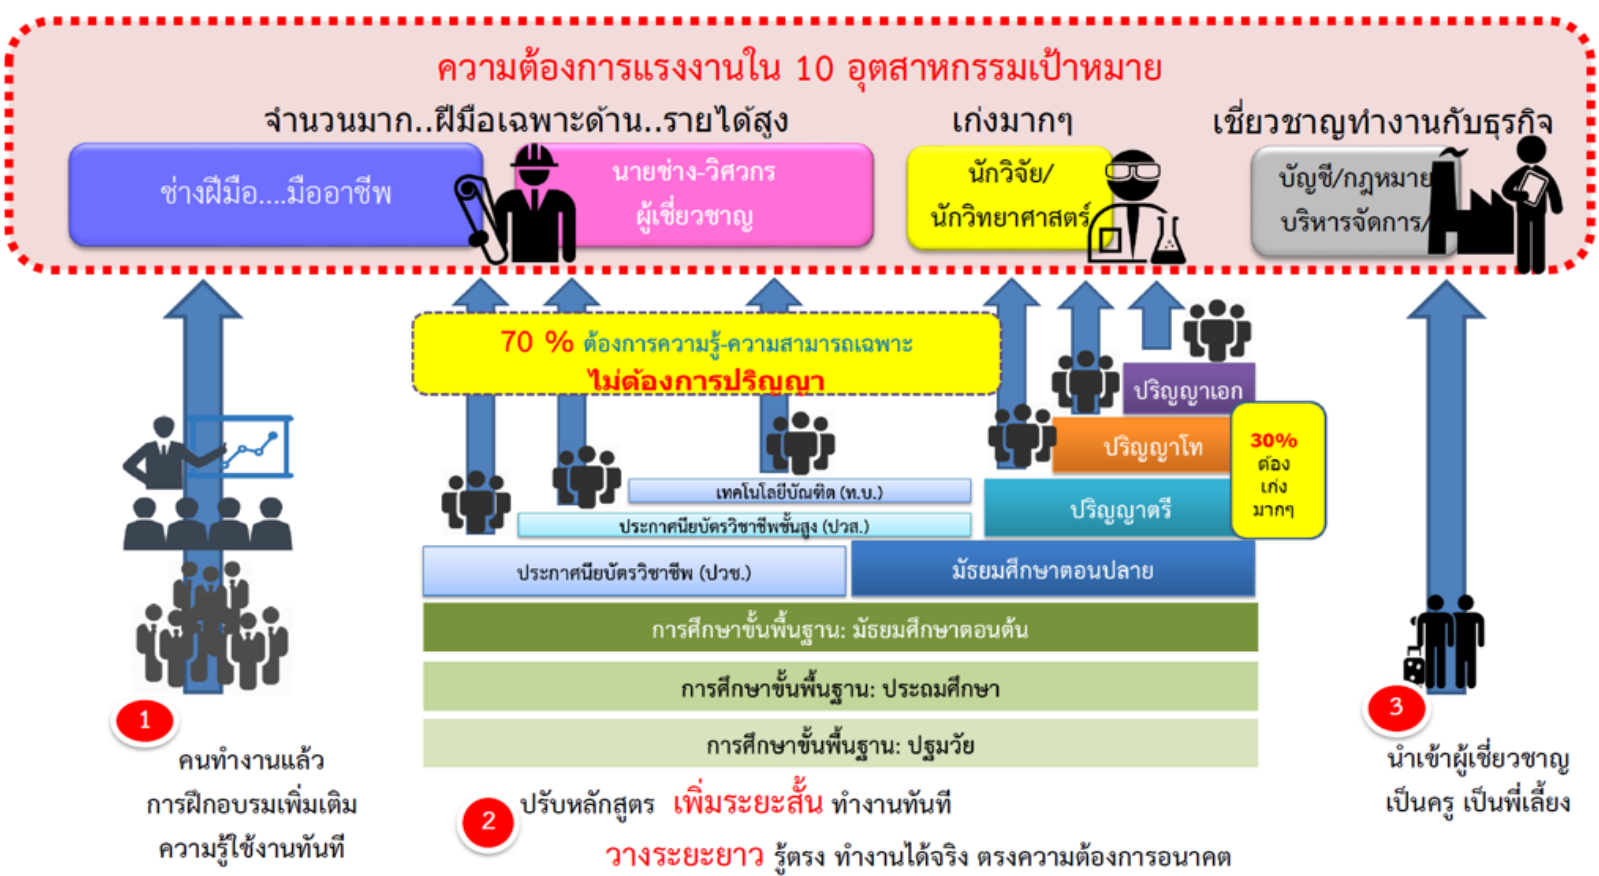 ความต้องการแรงงานใน 10 อุตสาหกรรมเป้าหมาย
จำนวนมาก..ฝีมือเฉพาะด้าน..รายได้สูง
เก่งมากๆ
เชี่ยวชาญทำงานกับธุรกิจ
ช่างฝีมือ....มืออาชีพ
นายช่าง-วิศวกร
ผู้เชี่ยวชาญ
นักวิจัย/
นักวิทยาศาสตร์
บัญชี/กฎหมาย
บริหารจัดการ/
70 % ต้องการความรู้-ความสามารถเฉพาะ
ไม่ต้องการปริญญา
ปริญญาเอก
ปริญญาโท
30%
ต้อง
เก่ง
มากๆ
เทคโนโลยีบัณฑิต (ท.บ.)
ปริญญาตรี
ประกาศนียบัตรวิชาชีพชั้นสูง (ปวส.)
ประกาศนียบัตรวิชาชีพ (ปวช.)
มัธยมศึกษาตอนปลาย
การศึกษาขั้นพื้นฐาน: มัธยมศึกษาตอนต้น
การศึกษาขั้นพื้นฐาน: ประถมศึกษา
การศึกษาขั้นพื้นฐาน: ปฐมวัย
1
คนทำงานแล้ว
การฝึกอบรมเพิ่มเติม
ความรู้ใช้งานทันที
2
ปรับหลักสูตร เพิ่มระยะสั้น ทำงานทันที
วางระยะยาว รู้ตรง ทำงานได้จริง ตรงความต้องการอนาคต
3
นำเข้าผู้เชี่ยวชาญ
เป็นครู เป็นพี่เลี้ยง